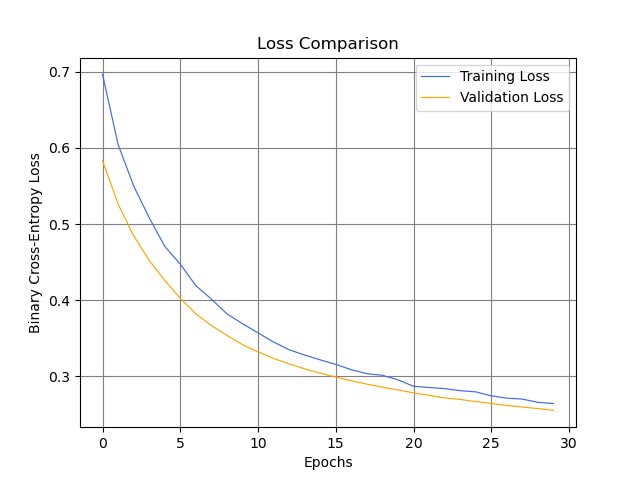 Loss Comparison
Training Loss
Validation Loss
0.7
0.6
0.5
0.4
0.3
Binary Cross-Entropy Loss
0 5 10 15 20 25 30
Epochs